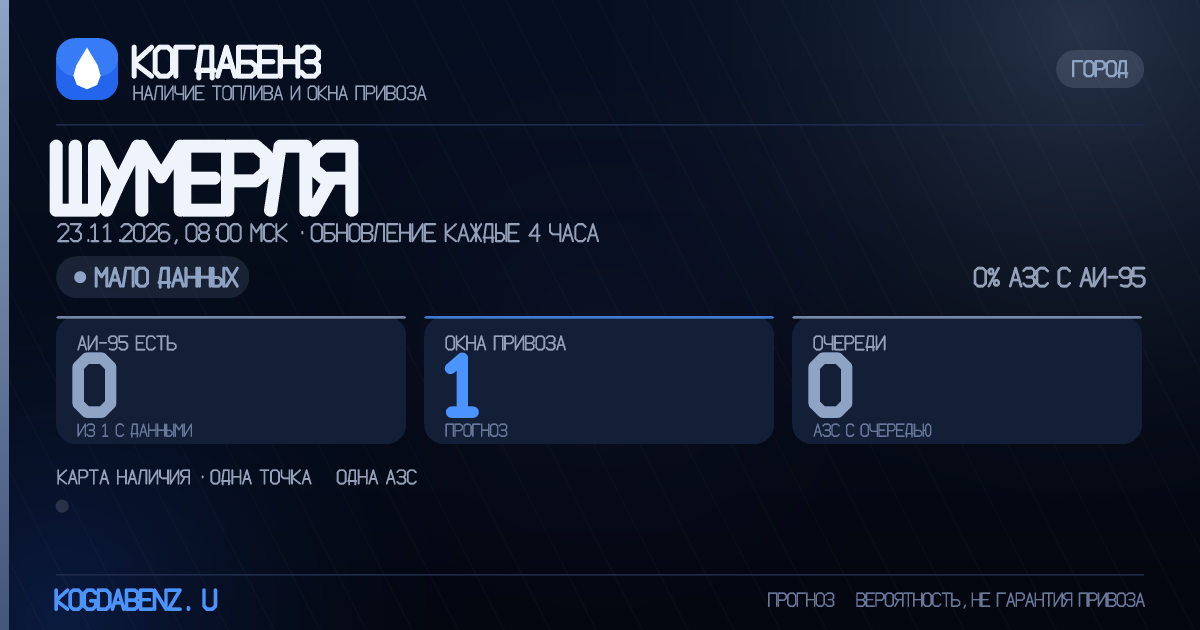 КОГДАБЕНЗ
НАЛИЧИЕ ТОПЛИВА И ОКНА ПРИВОЗА
ГОРОД
ШУМЕРЛЯ
23.11.2026, 08:00 МСК · ОБНОВЛЕНИЕ КАЖДЫЕ 4 ЧАСА
МАЛО ДАННЫХ
0% АЗС С АИ-95
АИ-95 ЕСТЬ
0
ИЗ 1 С ДАННЫМИ
ОКНА ПРИВОЗА
1
ПРОГНОЗ
ОЧЕРЕДИ
0
АЗС С ОЧЕРЕДЬЮ
КАРТА НАЛИЧИЯ · ОДНА ТОЧКА ОДНА АЗС
KOGDABENZ. U
ПРОГНОЗ ВЕРОЯТНОСТЬ, НЕ ГАРАНТИЯ ПРИВОЗА